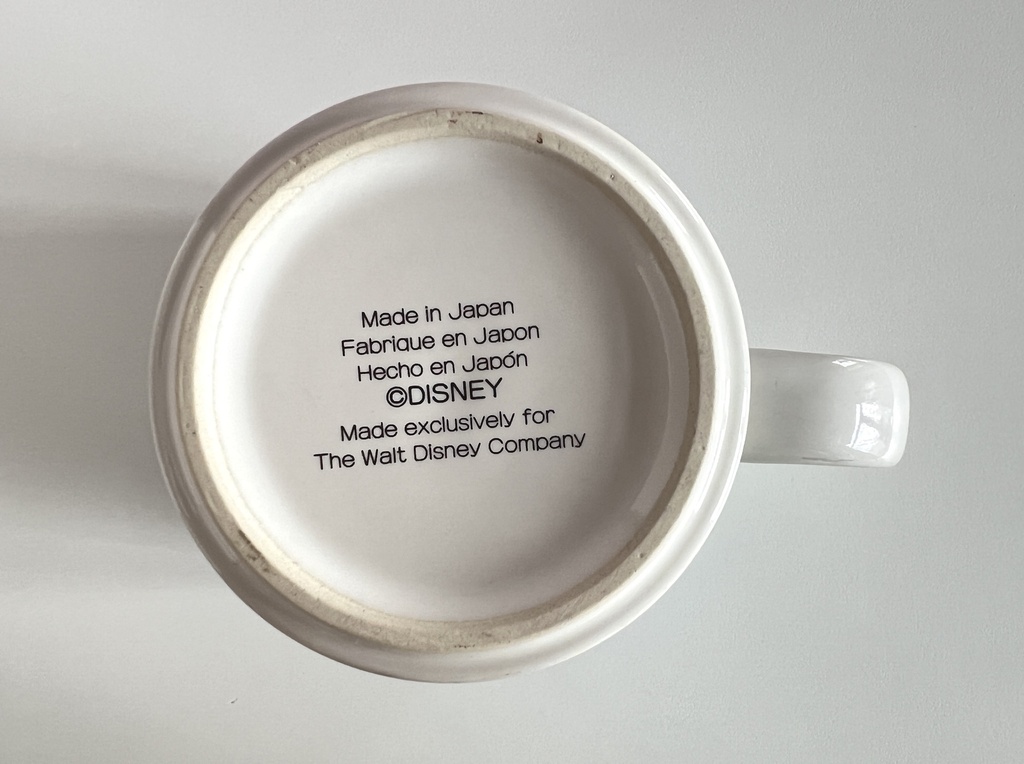 Made in Japan
Fabrique en Japon
Hecho en Japón
©DISNEY
Made exclusively for
The Walt Disney Company